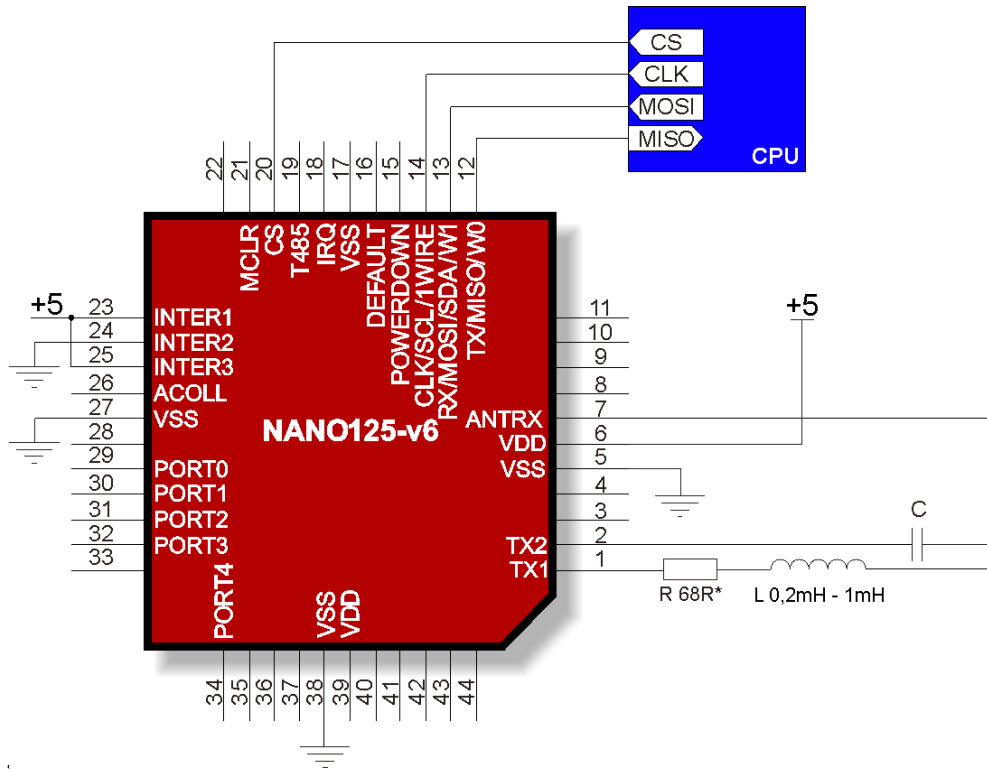 CS
CLK
MOSI
MISO
CPU
22
21
20
19
18
17
16
15
14
13
12
MCLR
CS
T485
IRQ
VSS
DEFAULT
POWERDOWN
CLK/SCL/1WIRE
RX/MOSI/SDA/W1
TX/MISO/W0
+5
23
INTER1
24
INTER2
25
INTER3
26
ACOLL
27
VSS
28
29
PORT0
30
PORT1
31
PORT2
32
PORT3
33
NANO125-v6
+5
11
10
9
8
ANTRX
7
VDD
6
VSS
5
4
3
TX2
2
TX1
1
C
R 68R*
L 0,2mH - 1mH
PORT4
VSS
VDD
34
35
36
37
38
39
40
41
42
43
44